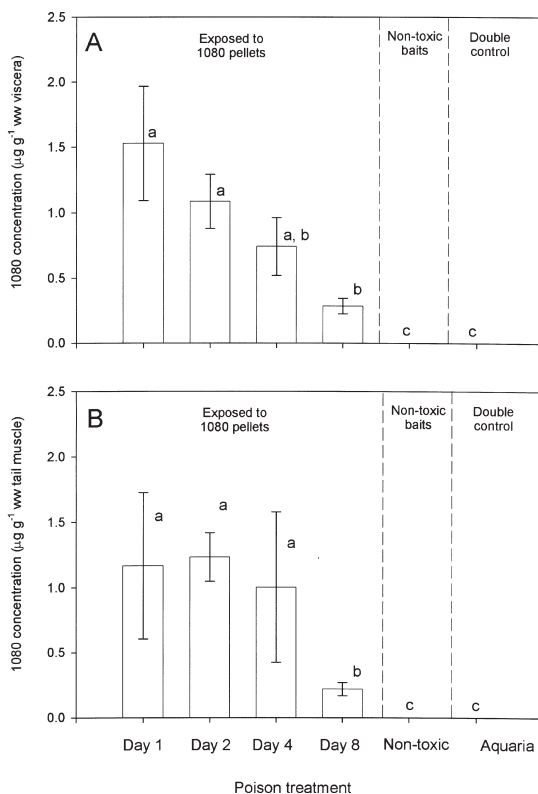 A
Exposed to
1080 pellets
Non-toxic
baits
Double
control
1080 concentration (µg g⁻¹ ww viscera)
2.5
2.0
1.5
1.0
0.5
0.0
a
a
a, b
b
c
c
B
Exposed to
1080 pellets
Non-toxic
baits
Double
control
1080 concentration (µg g⁻¹ ww tail muscle)
2.5
2.0
1.5
1.0
0.5
0.0
a
a
a
b
c
c
Day 1 Day 2 Day 4 Day 8 Non-toxic Aquaria
Poison treatment